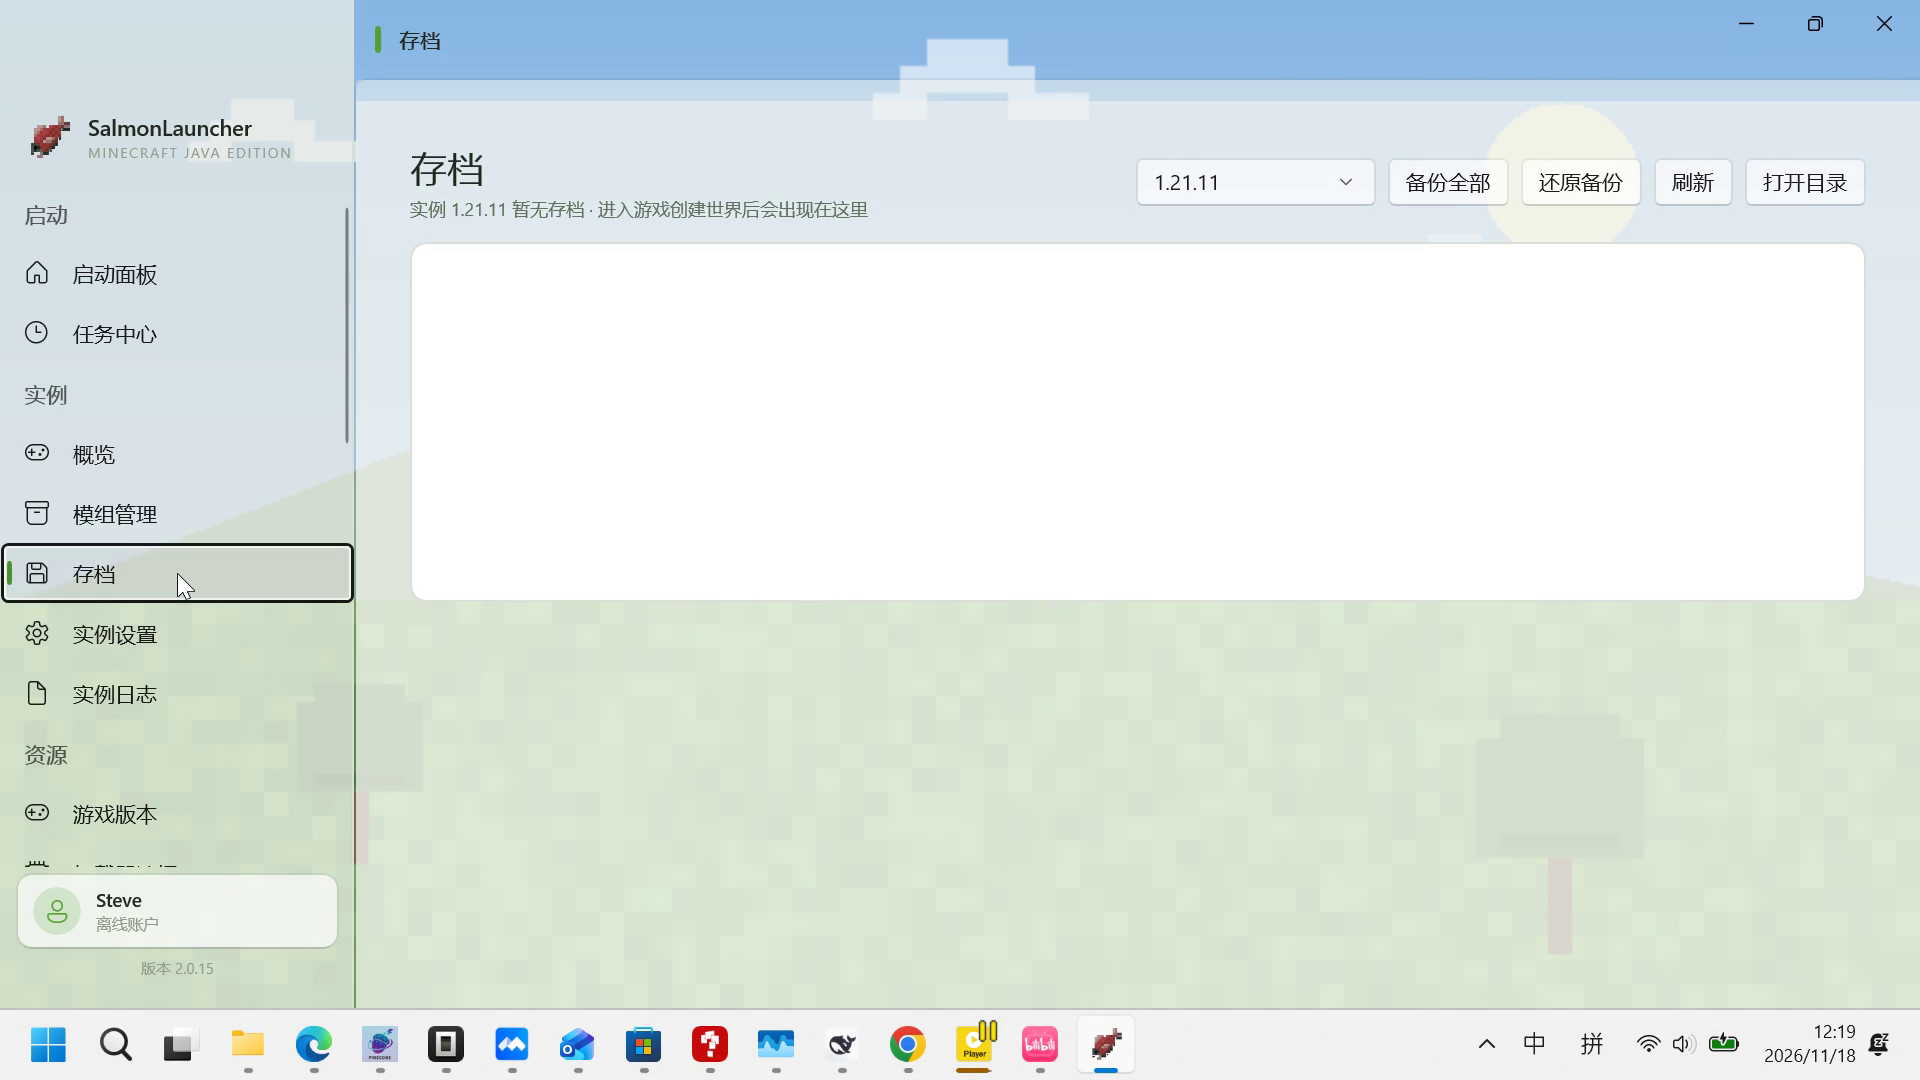 存档
SalmonLauncher
MINECRAFT JAVA EDITION
启动
启动面板
任务中心
实例
概览
模组管理
存档
实例设置
实例日志
资源
游戏版本
Steve
离线账户
版本 2.0.15
存档
实例 1.21.11 暂无存档 · 进入游戏创建世界后会出现在这里
1.21.11
备份全部
还原备份
刷新
打开目录
PINECONE
Player
bilibili
中
拼
12:19
2026/11/18